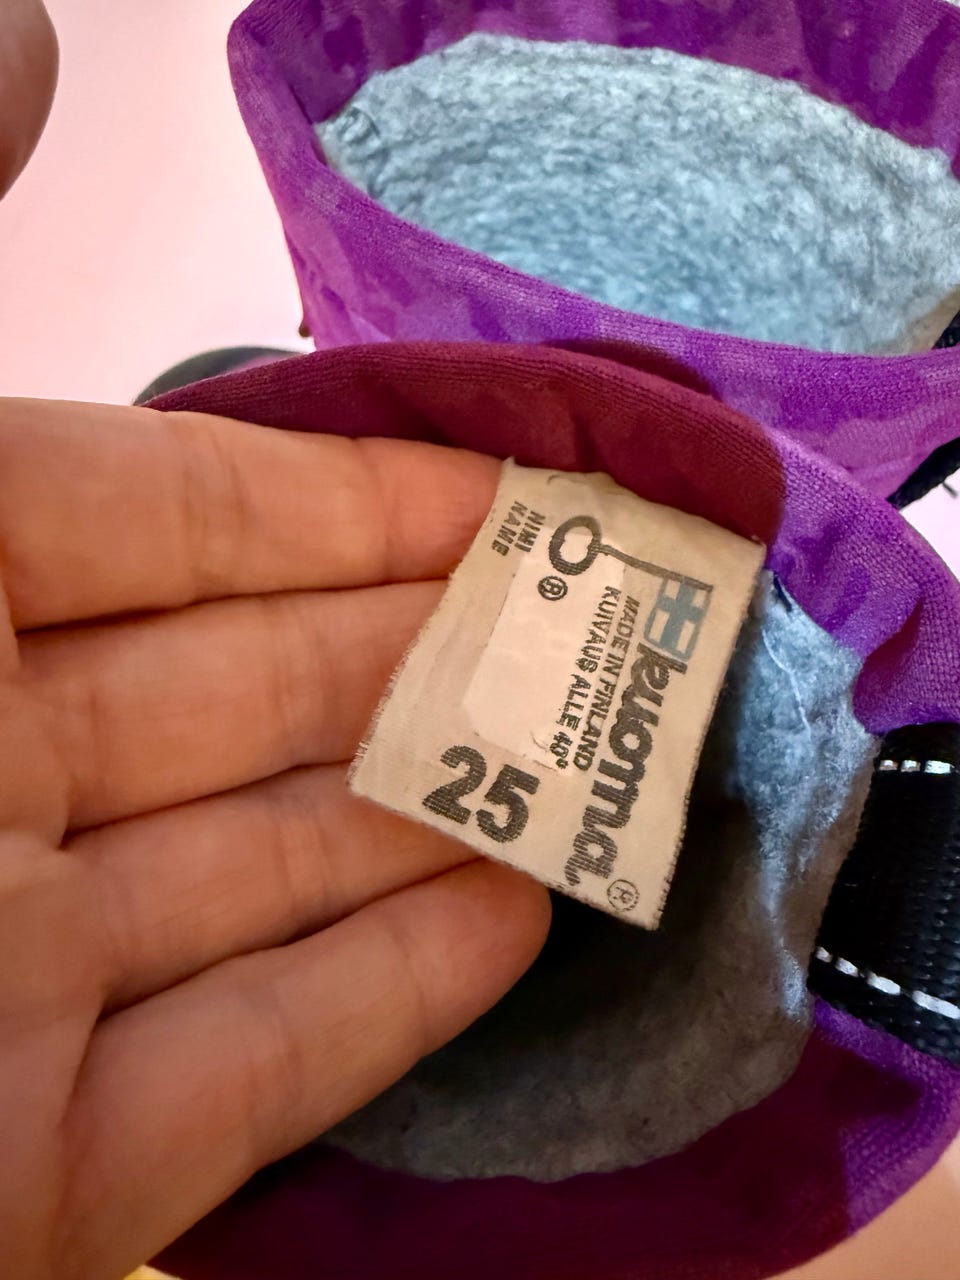 kuoma®
MADE IN FINLAND
KUIVAUS ALLE 40°
®
NIMI
NAME
25